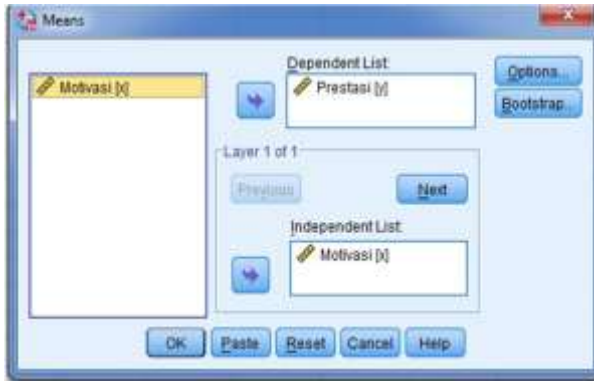 Means
Motivasi [x]
Dependent List:
Prestasi [y]
Options...
Bootstrap...
Layer 1 of 1
Previous
Next
Independent List:
Motivasi [x]
OK
Paste
Reset
Cancel
Help